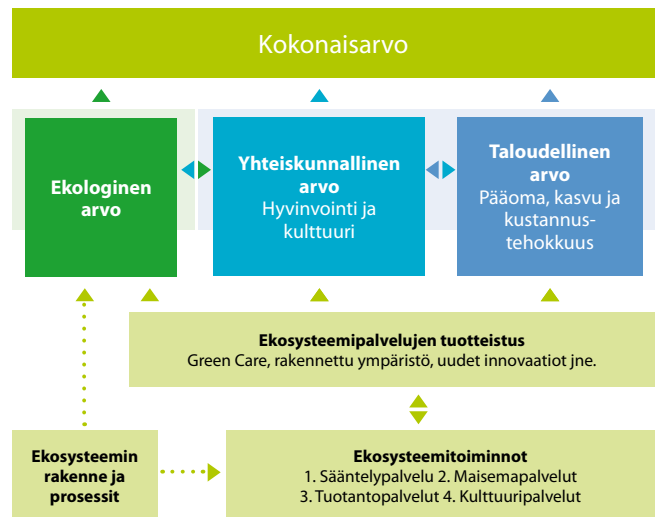 Kokonaisarvo
Ekologinen
arvo
Yhteiskunnallinen
arvo
Hyvinvointi ja
kulttuuri
Taloudellinen
arvo
Pääoma, kasvu ja
kustannus-
tehokkuus
Ekosysteemipalvelujen tuotteistus
Green Care, rakennettu ympäristö, uudet innovaatiot jne.
Ekosysteemin
rakenne ja
prosessit
Ekosysteemitoiminnot
1. Sääntelypalvelu 2. Maisemapalvelut
3. Tuotantopalvelut 4. Kulttuuripalvelut